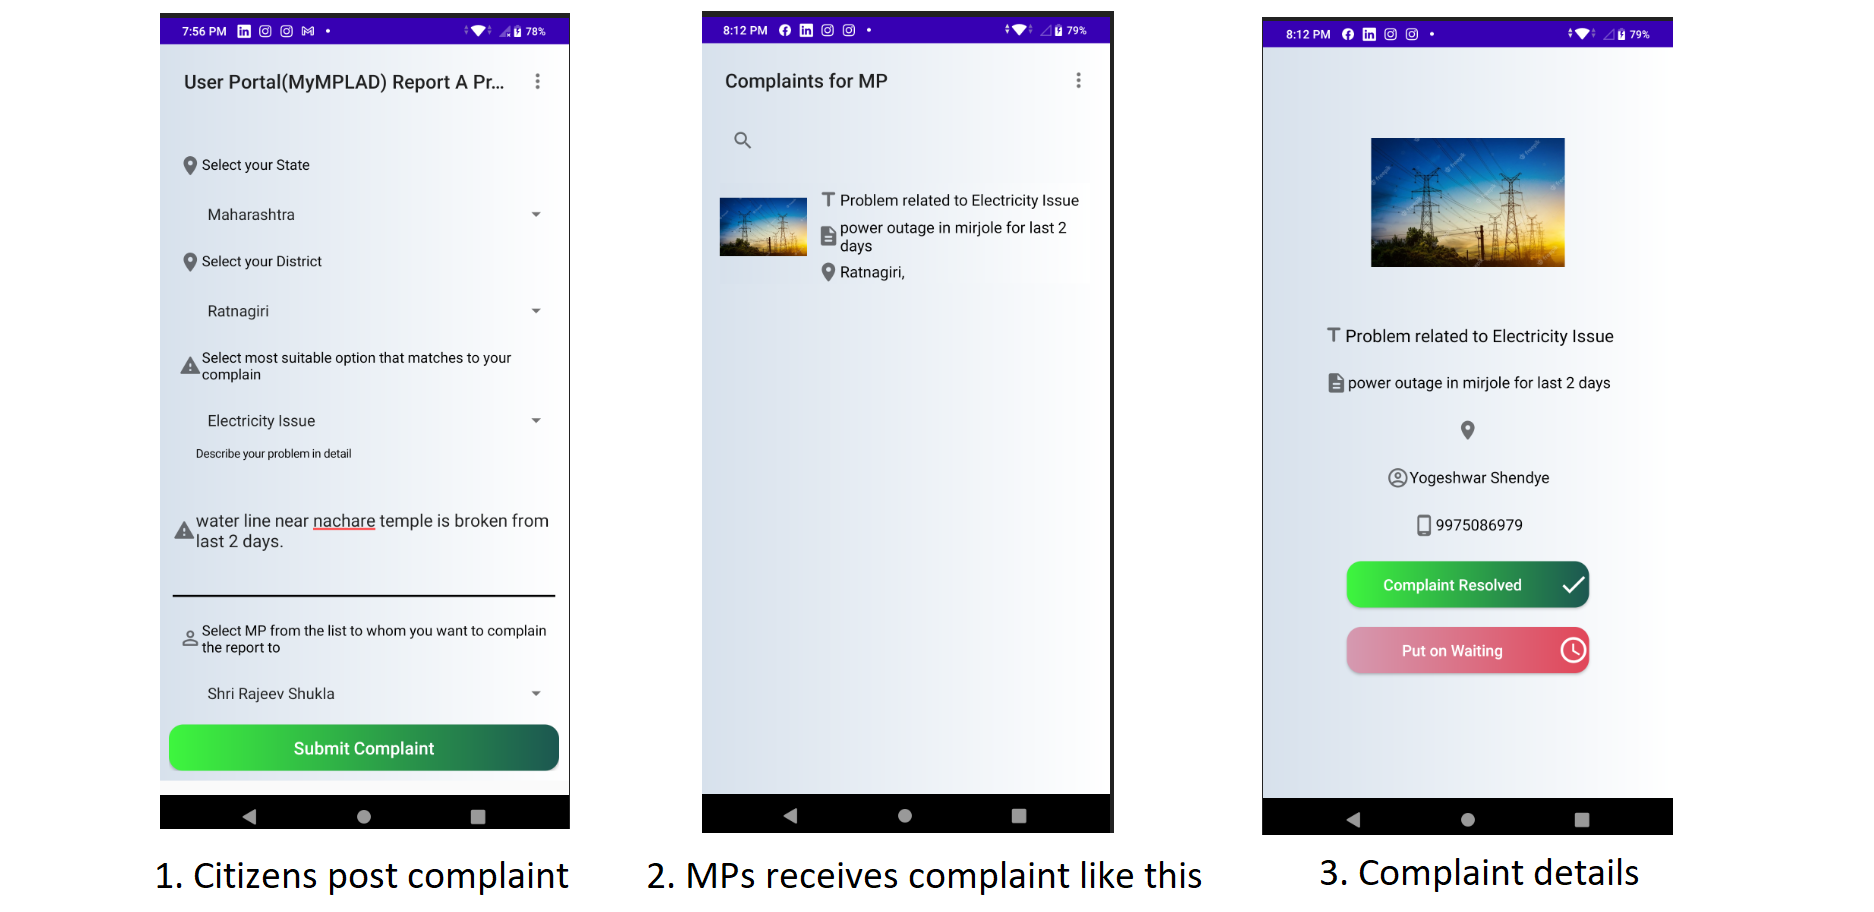 7:56 PM
78%
User Portal(MyMPLAD) Report A Pr...
Select your State
Maharashtra
Select your District
Ratnagiri
Select most suitable option that matches to your
complain
Electricity Issue
Describe your problem in detail
water line near nachare temple is broken from
last 2 days.
Select MP from the list to whom you want to complain
the report to
Shri Rajeev Shukla
Submit Complaint
1. Citizens post complaint
8:12 PM
79%
Complaints for MP
Problem related to Electricity Issue
power outage in mirjole for last 2
days
Ratnagiri,
2. MPs receives complaint like this
8:12 PM
79%
Problem related to Electricity Issue
power outage in mirjole for last 2 days
Yogeshwar Shendye
9975086979
Complaint Resolved
Put on Waiting
3. Complaint details